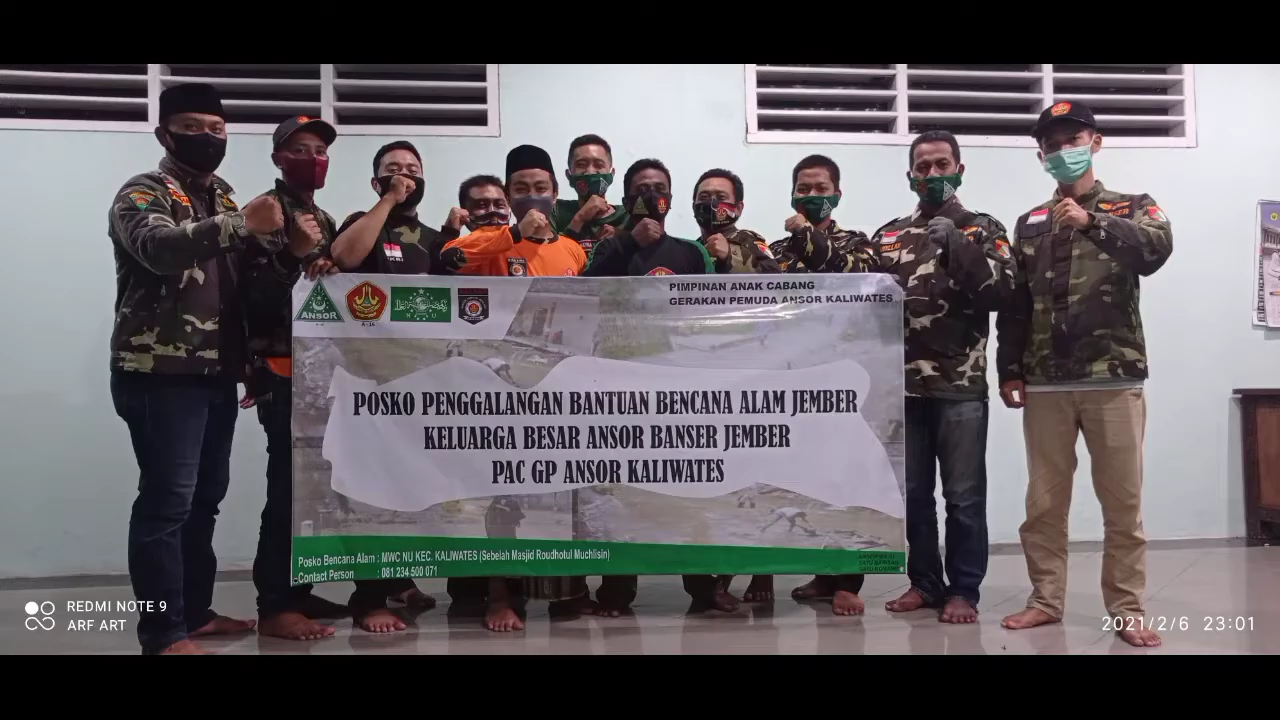 PIMPINAN ANAK CABANG
GERAKAN PEMUDA ANSOR KALIWATES
ANSOR
A-16
N U
POSKO PENGGALANGAN BANTUAN BENCANA ALAM JEMBER
KELUARGA BESAR ANSOR BANSER JEMBER
PAC GP ANSOR KALIWATES
Posko Bencana Alam : MWC NU KEC. KALIWATES (Sebelah Masjid Roudhotul Muchlisin)
Contact Person : 081 234 500 071
REDMI NOTE 9
ARF ART
2021/2/6 23:01